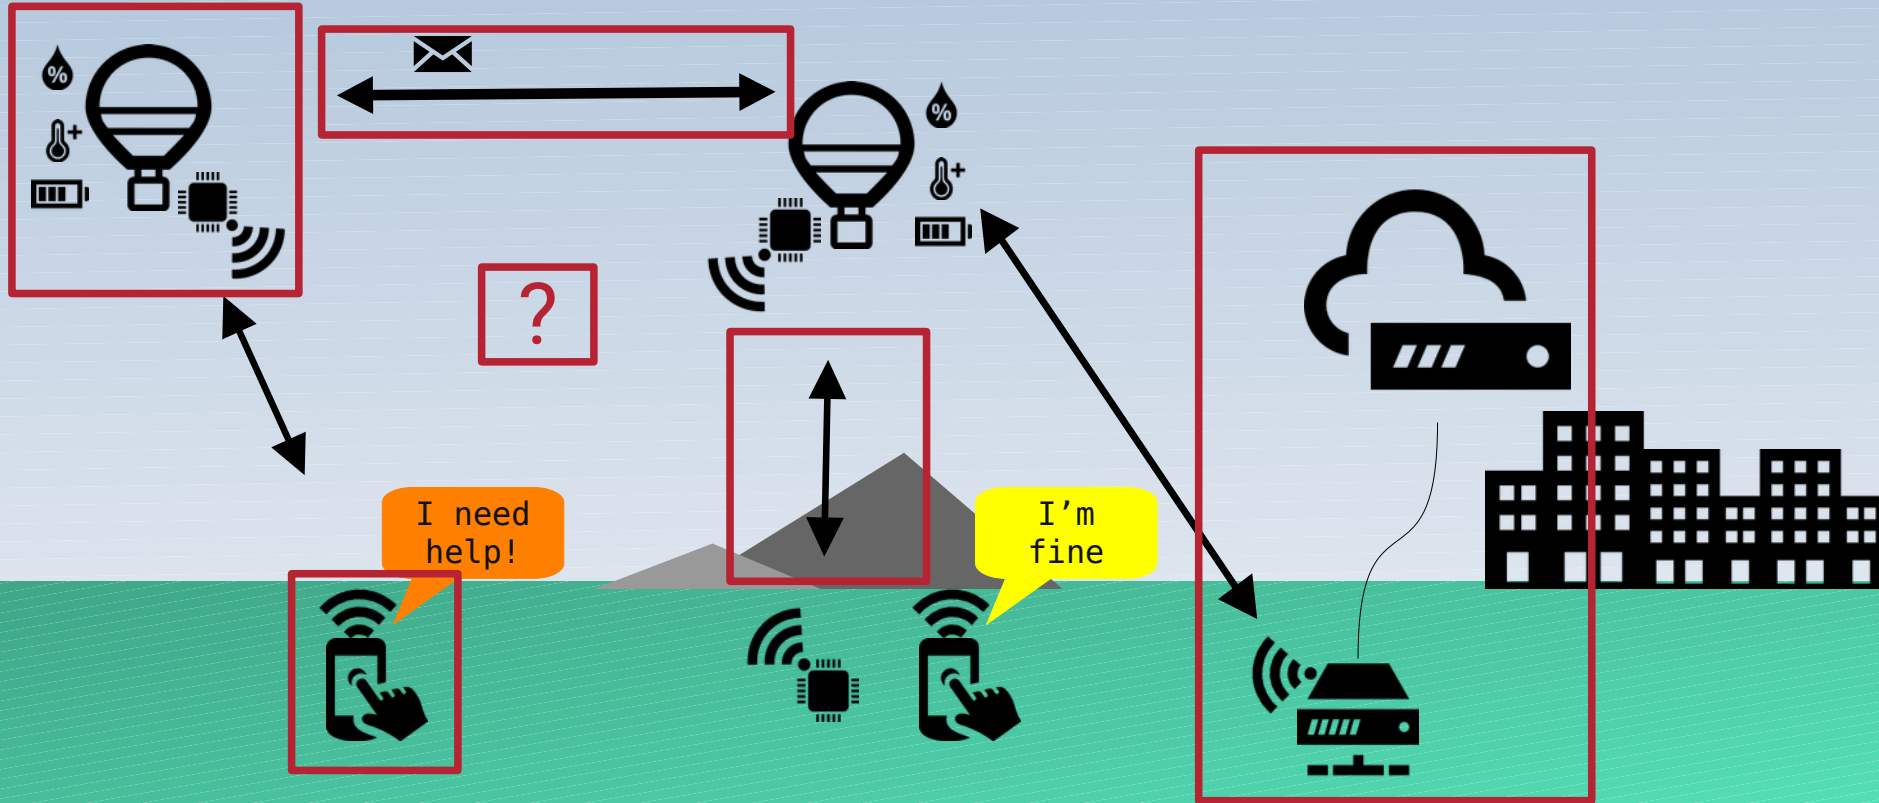 %
%
?
I need
help!
I’m
fine